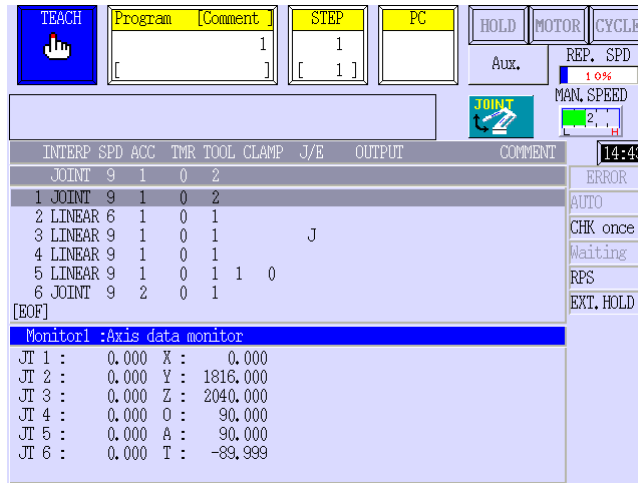 TEACH
Program [Comment ]
1
[ ]
STEP
1
[ 1 ]
PC
HOLD MOTOR CYCLE
Aux.
REP. SPD
10%
JOINT
MAN.SPEED
2
L H
INTERP SPD ACC TMR TOOL CLAMP J/E OUTPUT COMMENT
14:43
JOINT 9 1 0 2
ERROR
1 JOINT 9 1 0 2
AUTO
2 LINEAR 6 1 0 1
3 LINEAR 9 1 0 1 J
CHK once
4 LINEAR 9 1 0 1
Waiting
5 LINEAR 9 1 0 1 1 0
RPS
6 JOINT 9 2 0 1
EXT.HOLD
[EOF]
Monitor1 :Axis data monitor
JT 1 : 0.000 X : 0.000
JT 2 : 0.000 Y : 1816.000
JT 3 : 0.000 Z : 2040.000
JT 4 : 0.000 O : 90.000
JT 5 : 0.000 A : 90.000
JT 6 : 0.000 T : -89.999